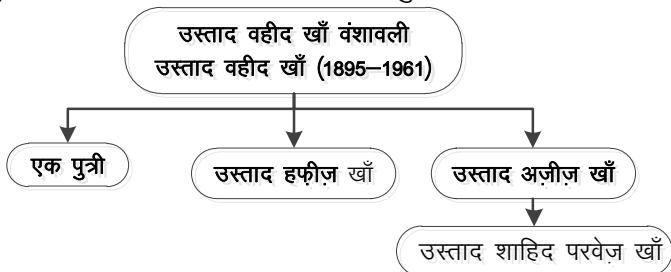 उस्ताद वहीद खाँ वंशावली
उस्ताद वहीद खाँ (1895–1961)
एक पुत्री
उस्ताद हफ़ीज़ खाँ
उस्ताद अज़ीज़ खाँ
उस्ताद शाहिद परवेज़ खाँ